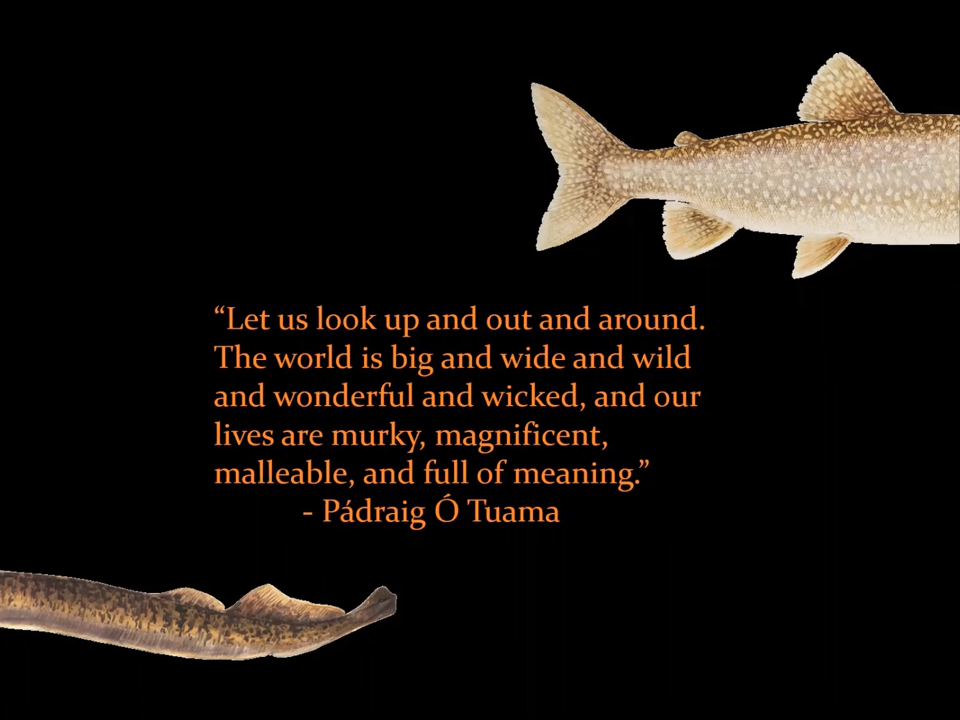 “Let us look up and out and around.
The world is big and wide and wild
and wonderful and wicked, and our
lives are murky, magnificent,
malleable, and full of meaning.”
- Pádraig Ó Tuama